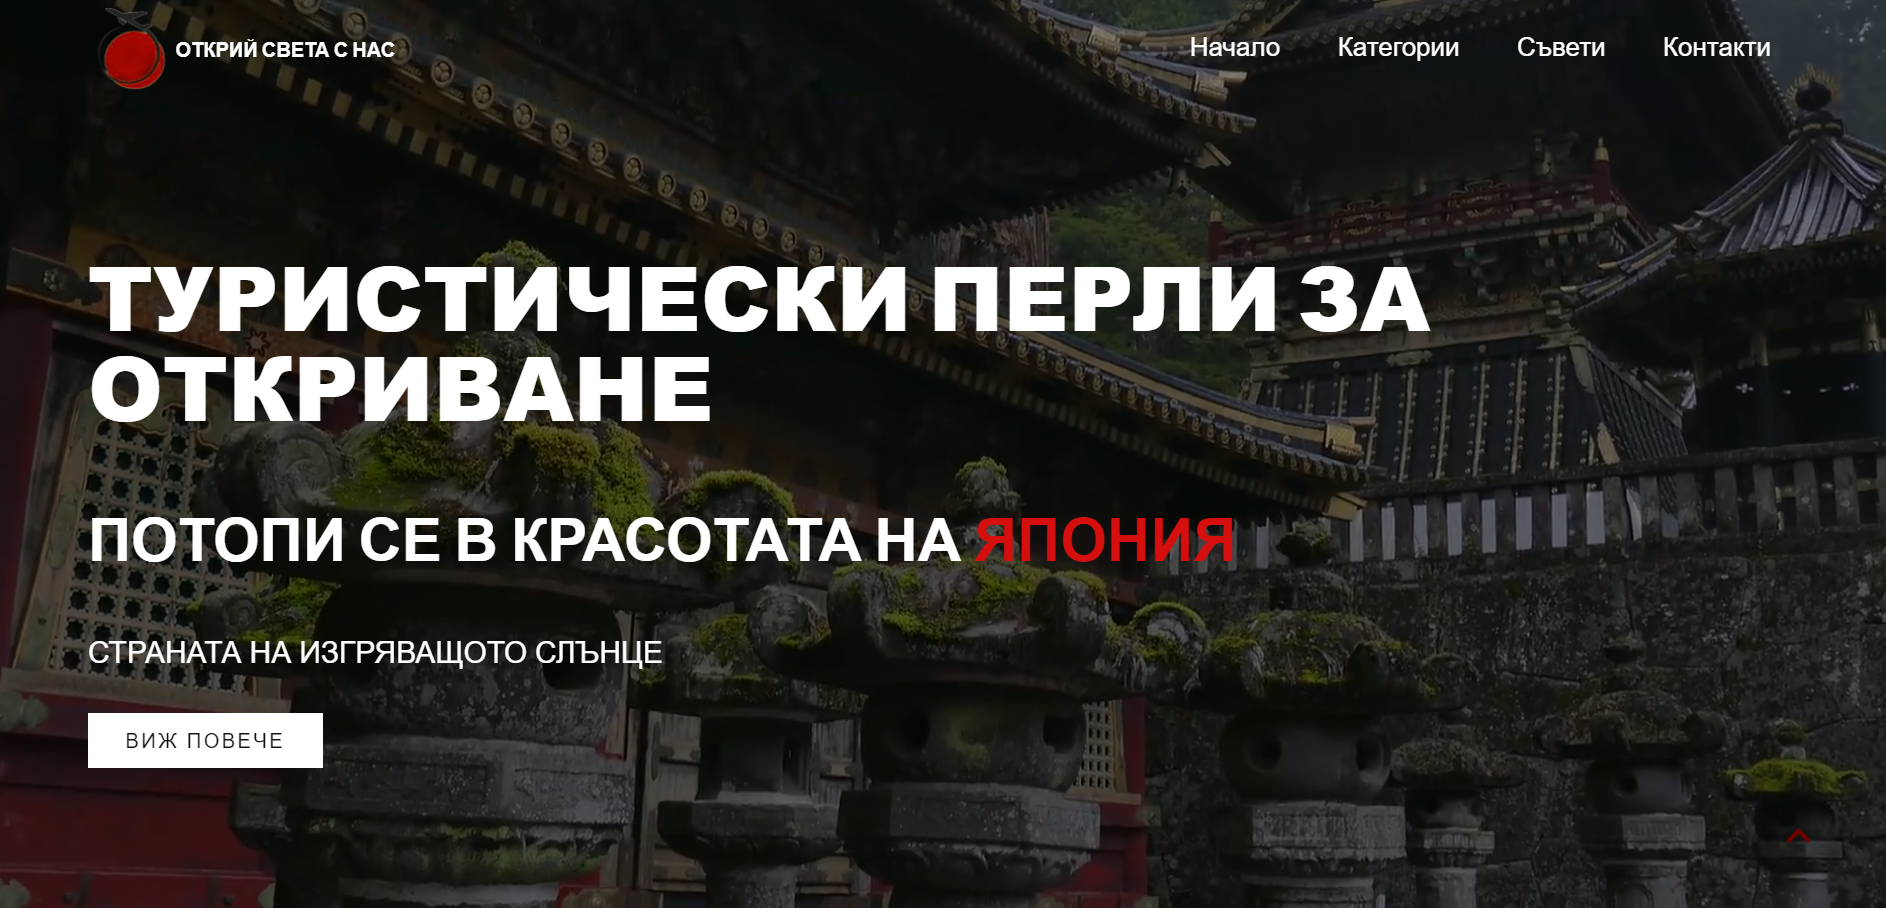 ОТКРИЙ СВЕТА С НАС
Начало
Категории
Съвети
Контакти
ТУРИСТИЧЕСКИ ПЕРЛИ ЗА
ОТКРИВАНЕ
ПОТОПИ СЕ В КРАСОТАТА НА ЯПОНИЯ
СТРАНАТА НА ИЗГРЯВАЩОТО СЛЪНЦЕ
ВИЖ ПОВЕЧЕ